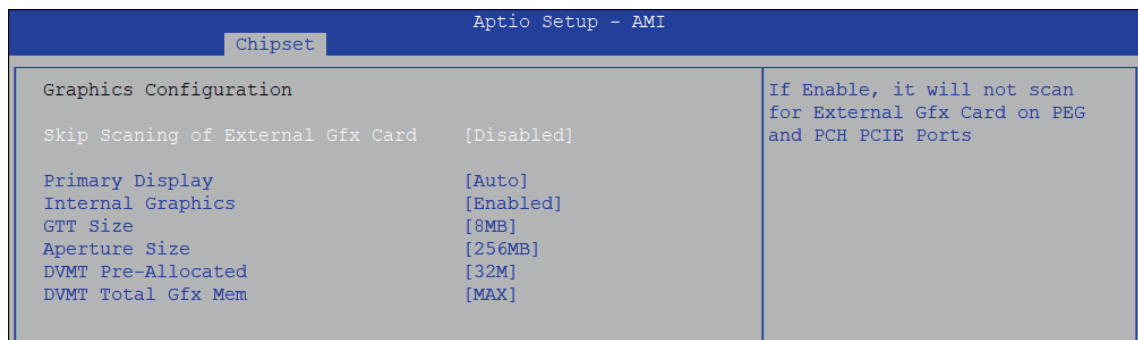 Aptio Setup - AMI
Chipset
Graphics Configuration
Skip Scaning of External Gfx Card [Disabled]
Primary Display [Auto]
Internal Graphics [Enabled]
GTT Size [8MB]
Aperture Size [256MB]
DVMT Pre-Allocated [32M]
DVMT Total Gfx Mem [MAX]
If Enable, it will not scan
for External Gfx Card on PEG
and PCH PCIE Ports